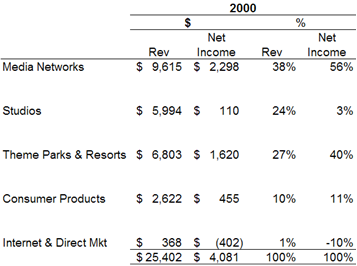 2000
$ %
Net Net
Rev Income Rev Income
Media Networks $ 9,615 $ 2,298 38% 56%
Studios $ 5,994 $ 110 24% 3%
Theme Parks & Resorts $ 6,803 $ 1,620 27% 40%
Consumer Products $ 2,622 $ 455 10% 11%
Internet & Direct Mkt $ 368 $ (402) 1% -10%
$ 25,402 $ 4,081 100% 100%